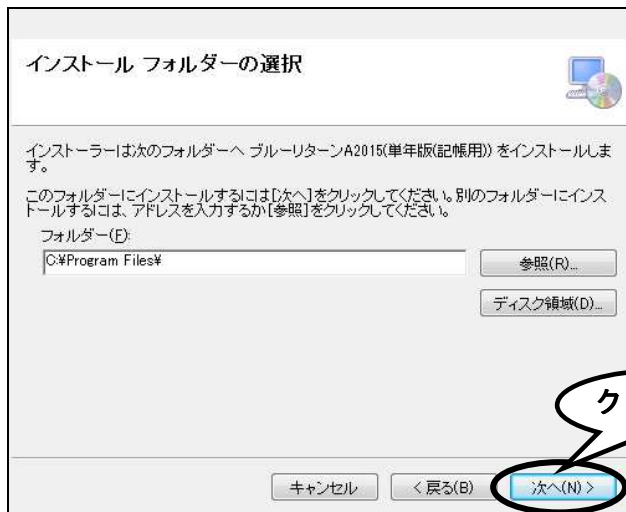 インストール フォルダーの選択
インストーラーは次のフォルダーへ ブルーリターンA2015(単年版(記帳用)) をインストールしま
す。
このフォルダーにインストールするには[次へ]をクリックしてください。別のフォルダーにインス
トールするには、アドレスを入力するか[参照]をクリックしてください。
フォルダー(F):
C:¥Program Files¥
参照(R)...
ディスク領域(D)...
ク
キャンセル
< 戻る(B)
次へ(N) >